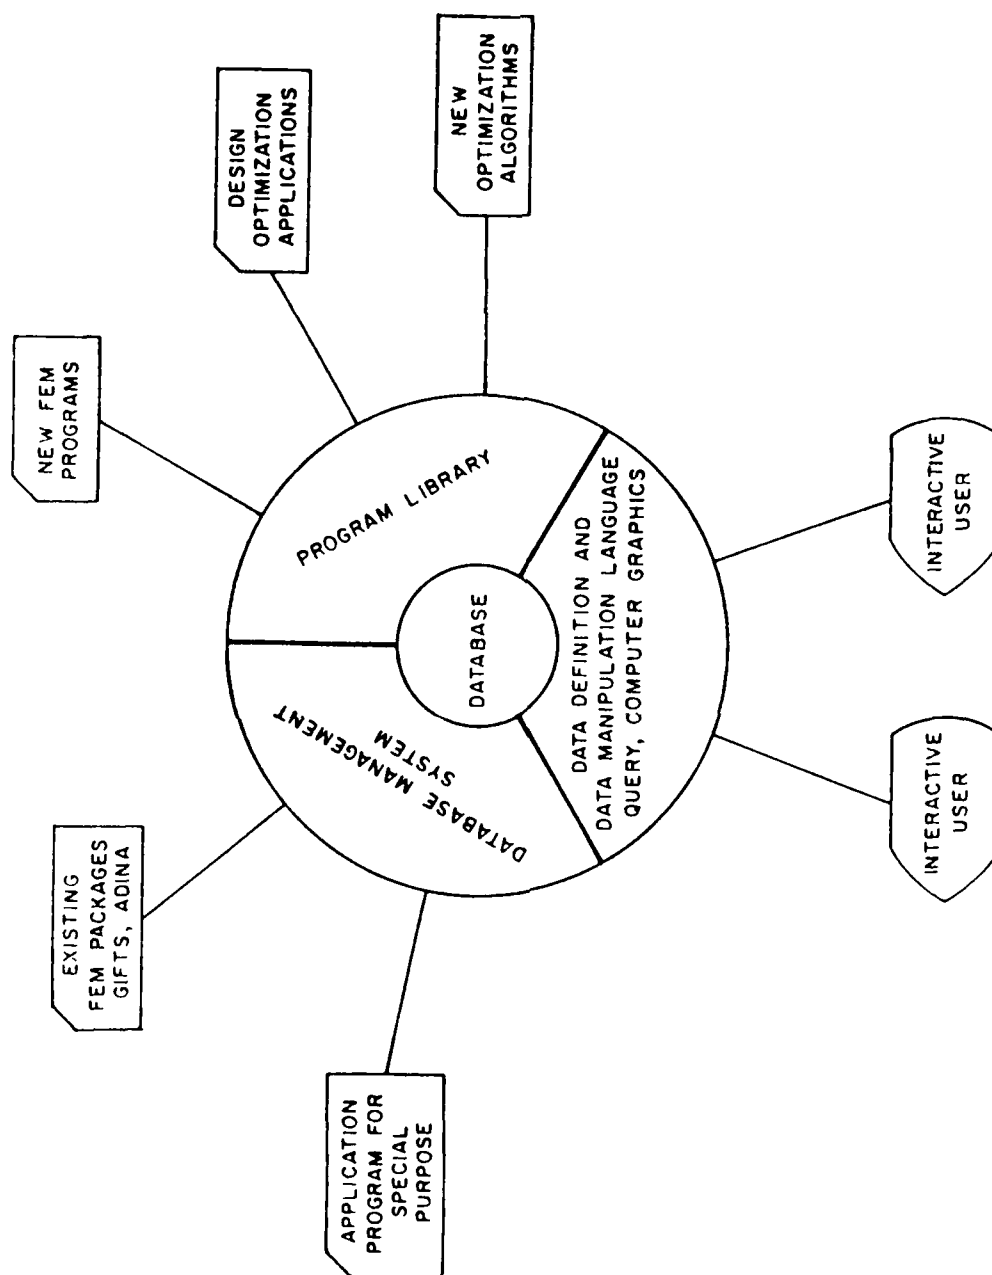 EXISTING
FEM PACKAGES
GIFTS, ADINA
NEW FEM
PROGRAMS
DESIGN
OPTIMIZATION
APPLICATIONS
APPLICATION
PROGRAM FOR
SPECIAL
PURPOSE
NEW
OPTIMIZATION
ALGORITHMS
DATABASE MANAGEMENT
SYSTEM
PROGRAM LIBRARY
DATABASE
DATA DEFINITION AND
DATA MANIPULATION LANGUAGE
QUERY, COMPUTER GRAPHICS
INTERACTIVE
USER
INTERACTIVE
USER